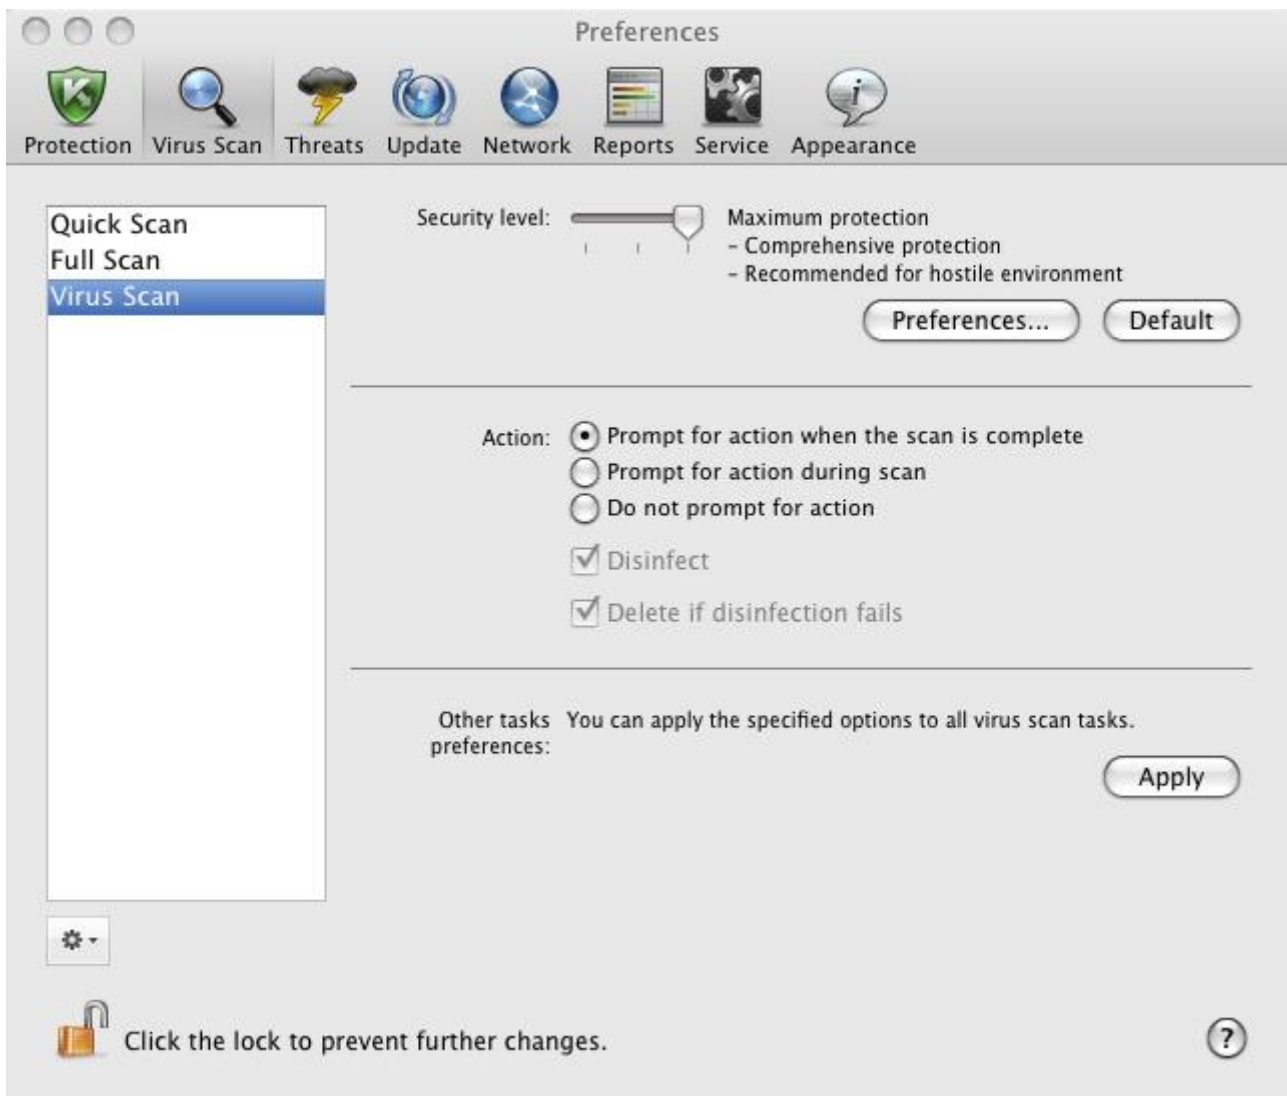 Preferences
Protection Virus Scan Threats Update Network Reports Service Appearance
Quick Scan
Full Scan
Virus Scan
Security level:
Maximum protection
- Comprehensive protection
- Recommended for hostile environment
Preferences... Default
Action:
Prompt for action when the scan is complete
Prompt for action during scan
Do not prompt for action
Disinfect
Delete if disinfection fails
Other tasks
preferences:
You can apply the specified options to all virus scan tasks.
Apply
Click the lock to prevent further changes.
?